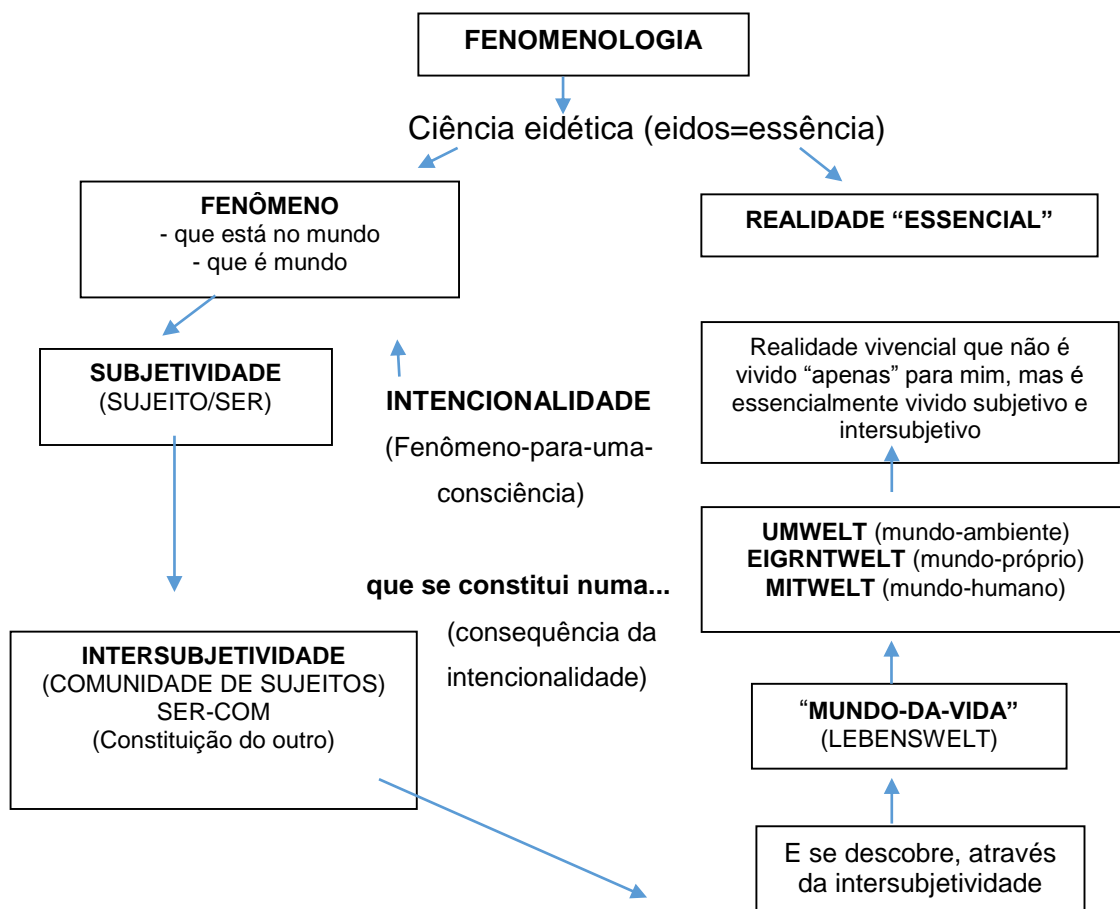 FENOMENOLOGIA
Ciência eidética (eidos=essência)
FENÔMENO
- que está no mundo
- que é mundo
REALIDADE “ESSENCIAL”
SUBJETIVIDADE
(SUJEITO/SER)
INTENCIONALIDADE
(Fenômeno-para-uma-
consciência)
Realidade vivencial que não é
vivido “apenas” para mim, mas é
essencialmente vivido subjetivo e
intersubjetivo
UMWELT (mundo-ambiente)
EIGRNTWELT (mundo-próprio)
MITWELT (mundo-humano)
que se constitui numa...
(consequência da
intencionalidade)
INTERSUBJETIVIDADE
(COMUNIDADE DE SUJEITOS)
SER-COM
(Constituição do outro)
“MUNDO-DA-VIDA”
(LEBENSWELT)
E se descobre, através
da intersubjetividade